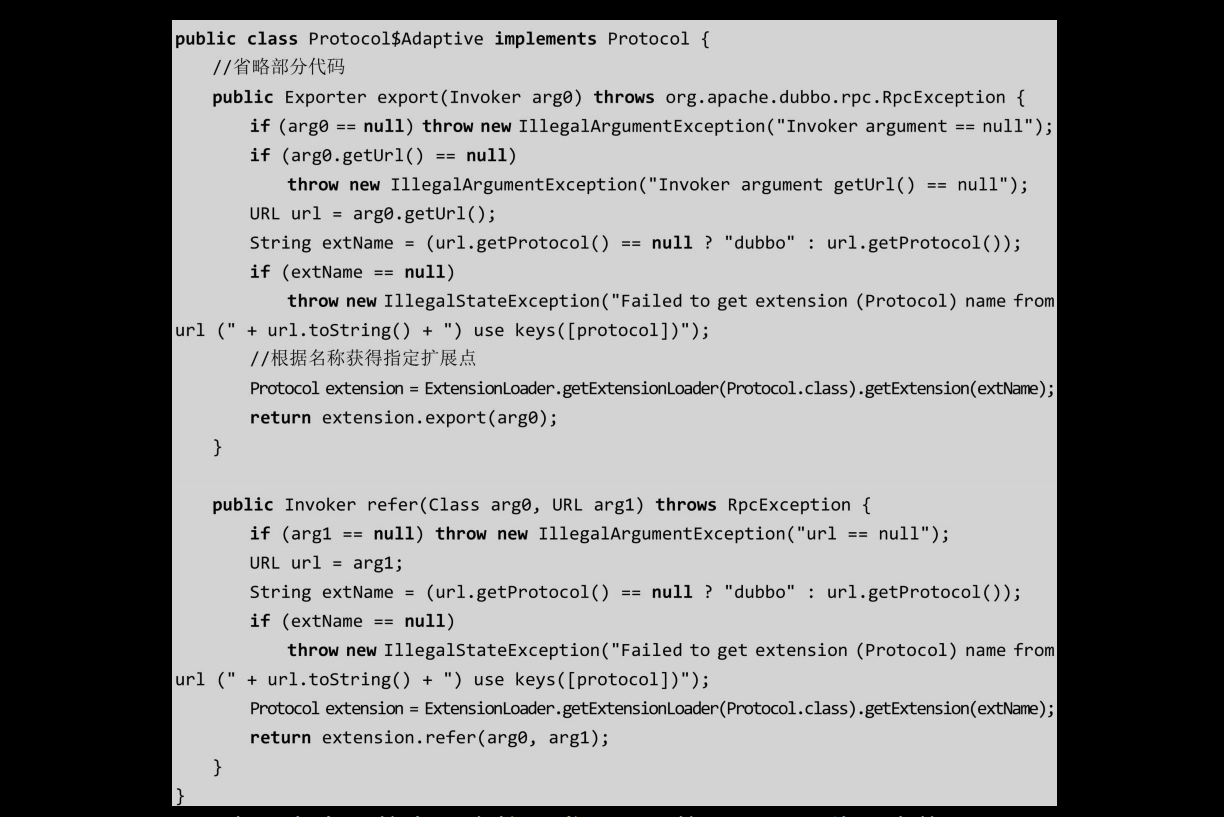 public class Protocol$Adaptive implements Protocol {
//省略部分代码
public Exporter export(Invoker arg0) throws org.apache.dubbo.rpc.RpcException {
if (arg0 == null) throw new IllegalArgumentException("Invoker argument == null");
if (arg0.getUrl() == null)
throw new IllegalArgumentException("Invoker argument getUrl() == null");
URL url = arg0.getUrl();
String extName = (url.getProtocol() == null ? "dubbo" : url.getProtocol());
if (extName == null)
throw new IllegalStateException("Failed to get extension (Protocol) name from
url (" + url.toString() + ") use keys([protocol])");
//根据名称获得指定扩展点
Protocol extension = ExtensionLoader.getExtensionLoader(Protocol.class).getExtension(extName);
return extension.export(arg0);
}
public Invoker refer(Class arg0, URL arg1) throws RpcException {
if (arg1 == null) throw new IllegalArgumentException("url == null");
URL url = arg1;
String extName = (url.getProtocol() == null ? "dubbo" : url.getProtocol());
if (extName == null)
throw new IllegalStateException("Failed to get extension (Protocol) name from
url (" + url.toString() + ") use keys([protocol])");
Protocol extension = ExtensionLoader.getExtensionLoader(Protocol.class).getExtension(extName);
return extension.refer(arg0, arg1);
}
}